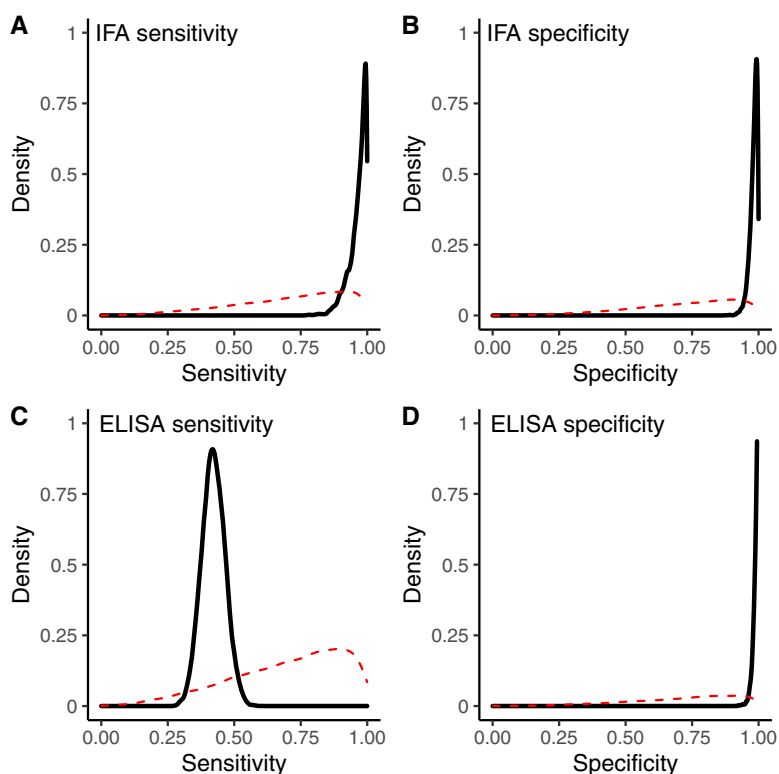 A
IFA sensitivity
1
0.75
0.5
0.25
0
Density
0.00 0.25 0.50 0.75 1.00
Sensitivity
B
IFA specificity
1
0.75
0.5
0.25
0
Density
0.00 0.25 0.50 0.75 1.00
Specificity
C
ELISA sensitivity
1
0.75
0.5
0.25
0
Density
0.00 0.25 0.50 0.75 1.00
Sensitivity
D
ELISA specificity
1
0.75
0.5
0.25
0
Density
0.00 0.25 0.50 0.75 1.00
Specificity